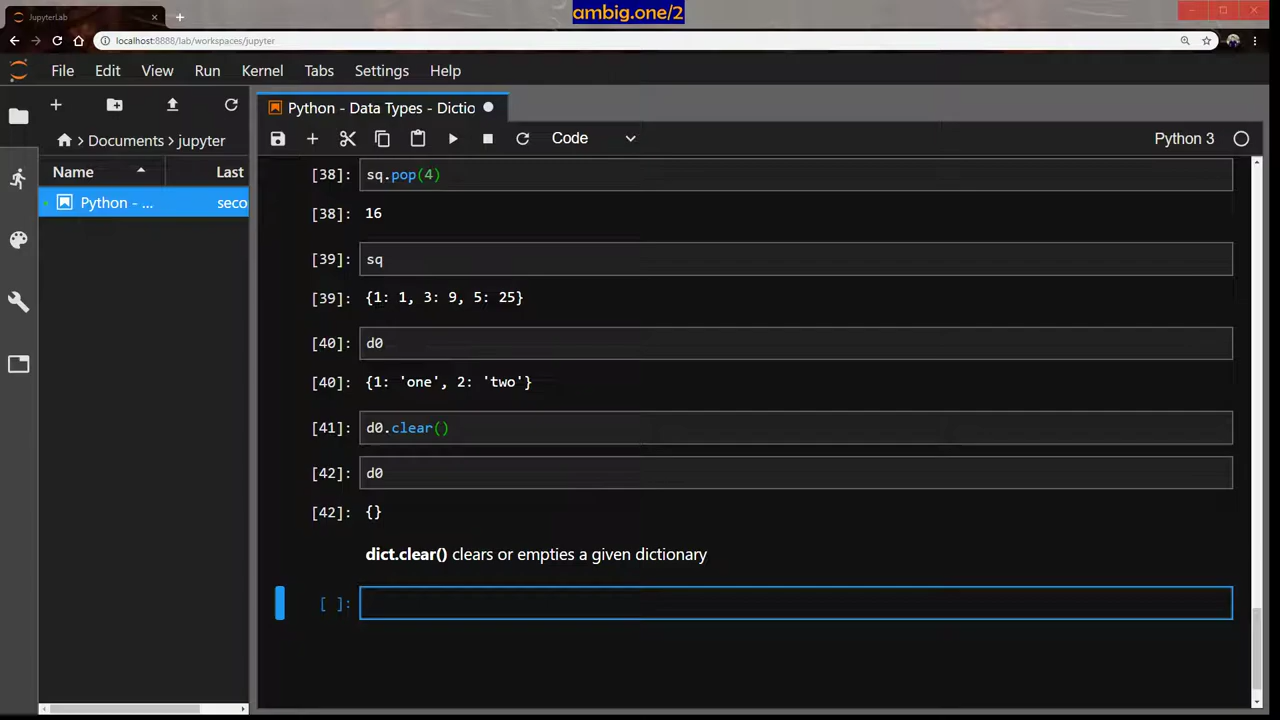 ambig.one/2
JupyterLab
localhost:8888/lab/workspaces/jupyter
File Edit View Run Kernel Tabs Settings Help
Python - Data Types - Dictio
Documents > jupyter
Code
Python 3
Name Last
Python - ... seco
[38]: sq.pop(4)
[38]: 16
[39]: sq
[39]: {1: 1, 3: 9, 5: 25}
[40]: d0
[40]: {1: 'one', 2: 'two'}
[41]: d0.clear()
[42]: d0
[42]: {}
dict.clear() clears or empties a given dictionary
[ ]: